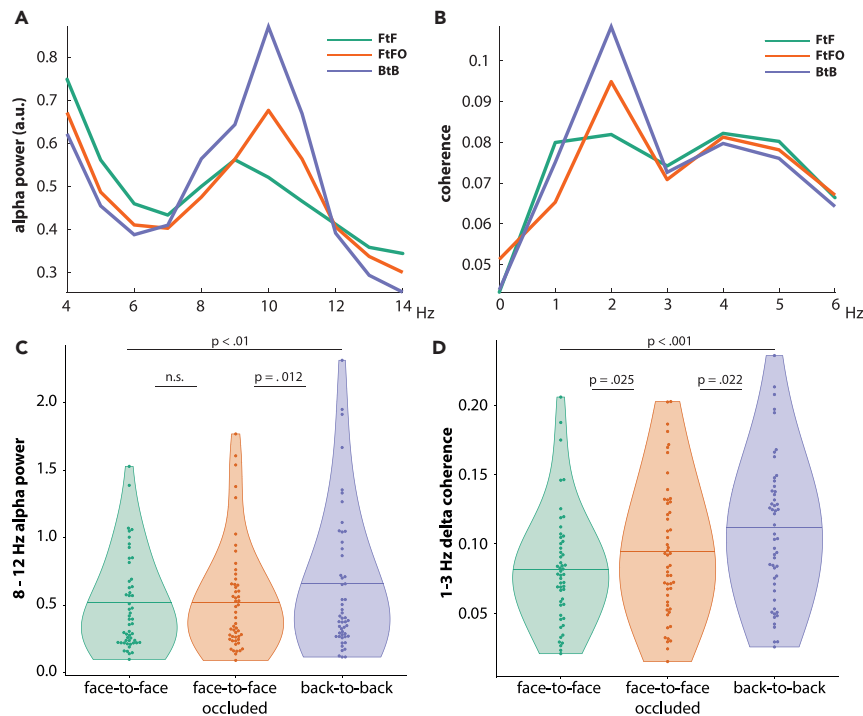 A
FtF
FtFO
BtB
alpha power (a.u.)
0.8
0.7
0.6
0.5
0.4
0.3
4
6
8
10
12
14
Hz
B
FtF
FtFO
BtB
coherence
0.1
0.09
0.08
0.07
0.06
0.05
0
1
2
3
4
5
6
Hz
C
p < .01
n.s.
p = . 012
8 - 12 Hz alpha power
2.0
1.5
1.0
0.5
0.0
face-to-face
face-to-face
occluded
back-to-back
D
p < .001
p = .025
p = .022
1-3 Hz delta coherence
0.20
0.15
0.10
0.05
face-to-face
face-to-face
occluded
back-to-back